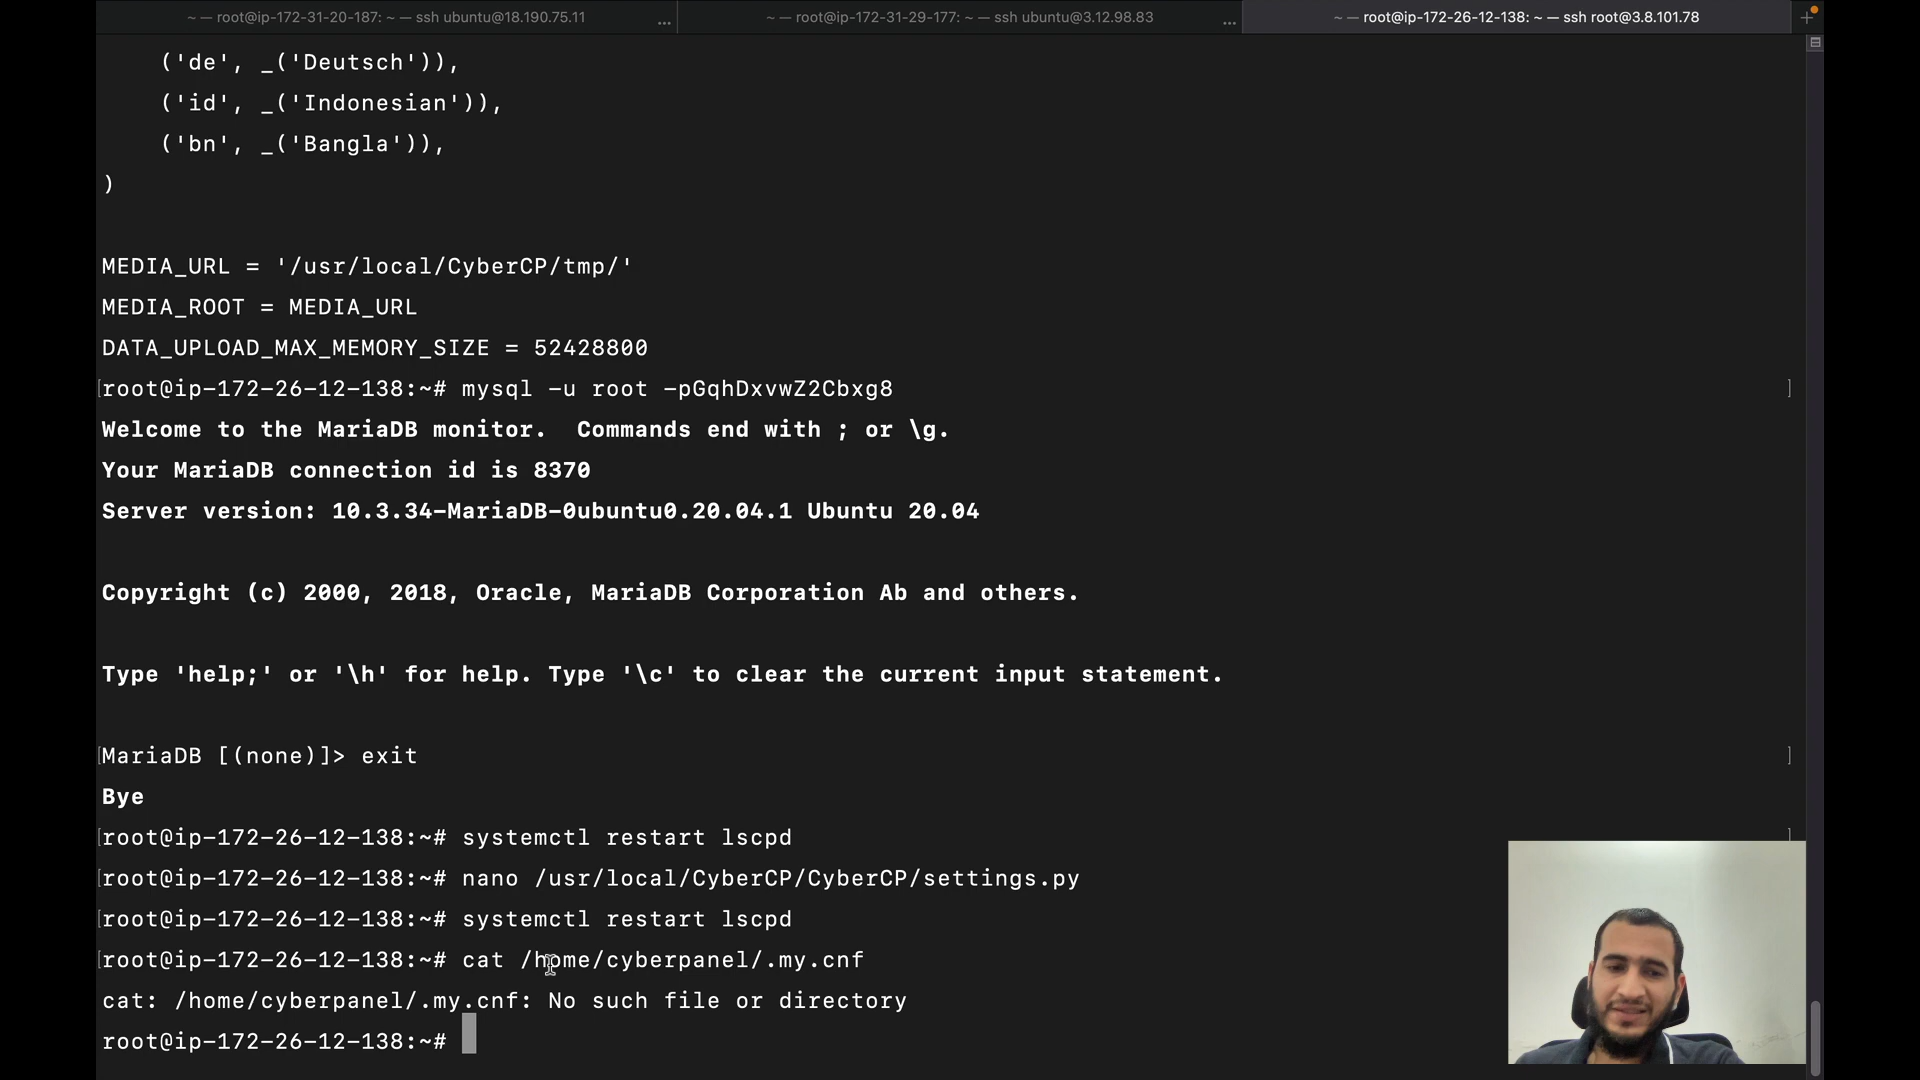 ~ — root@ip-172-31-20-187: ~ — ssh ubuntu@18.190.75.11 ...
~ — root@ip-172-31-29-177: ~ — ssh ubuntu@3.12.98.83 ...
~ — root@ip-172-26-12-138: ~ — ssh root@3.8.101.78 +
('de', _('Deutsch')),
('id', _('Indonesian')),
('bn', _('Bangla')),
)
MEDIA_URL = '/usr/local/CyberCP/tmp/'
MEDIA_ROOT = MEDIA_URL
DATA_UPLOAD_MAX_MEMORY_SIZE = 52428800
[root@ip-172-26-12-138:~# mysql -u root -pGqhDxvwZ2Cbxg8 ]
Welcome to the MariaDB monitor.  Commands end with ; or \g.
Your MariaDB connection id is 8370
Server version: 10.3.34-MariaDB-0ubuntu0.20.04.1 Ubuntu 20.04
Copyright (c) 2000, 2018, Oracle, MariaDB Corporation Ab and others.
Type 'help;' or '\h' for help. Type '\c' to clear the current input statement.
[MariaDB [(none)]> exit ]
Bye
[root@ip-172-26-12-138:~# systemctl restart lscpd ]
[root@ip-172-26-12-138:~# nano /usr/local/CyberCP/CyberCP/settings.py
[root@ip-172-26-12-138:~# systemctl restart lscpd
[root@ip-172-26-12-138:~# cat /home/cyberpanel/.my.cnf
cat: /home/cyberpanel/.my.cnf: No such file or directory
root@ip-172-26-12-138:~#